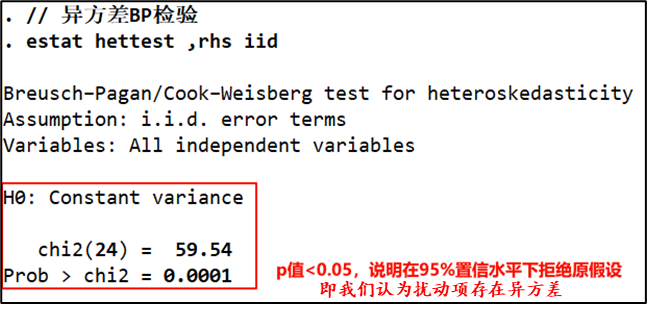 . // 异方差BP检验
. estat hettest ,rhs iid
Breusch–Pagan/Cook–Weisberg test for heteroskedasticity
Assumption: i.i.d. error terms
Variables: All independent variables
H0: Constant variance
chi2(24) = 59.54
Prob > chi2 = 0.0001
p值<0.05，说明在95%置信水平下拒绝原假设
即我们认为扰动项存在异方差